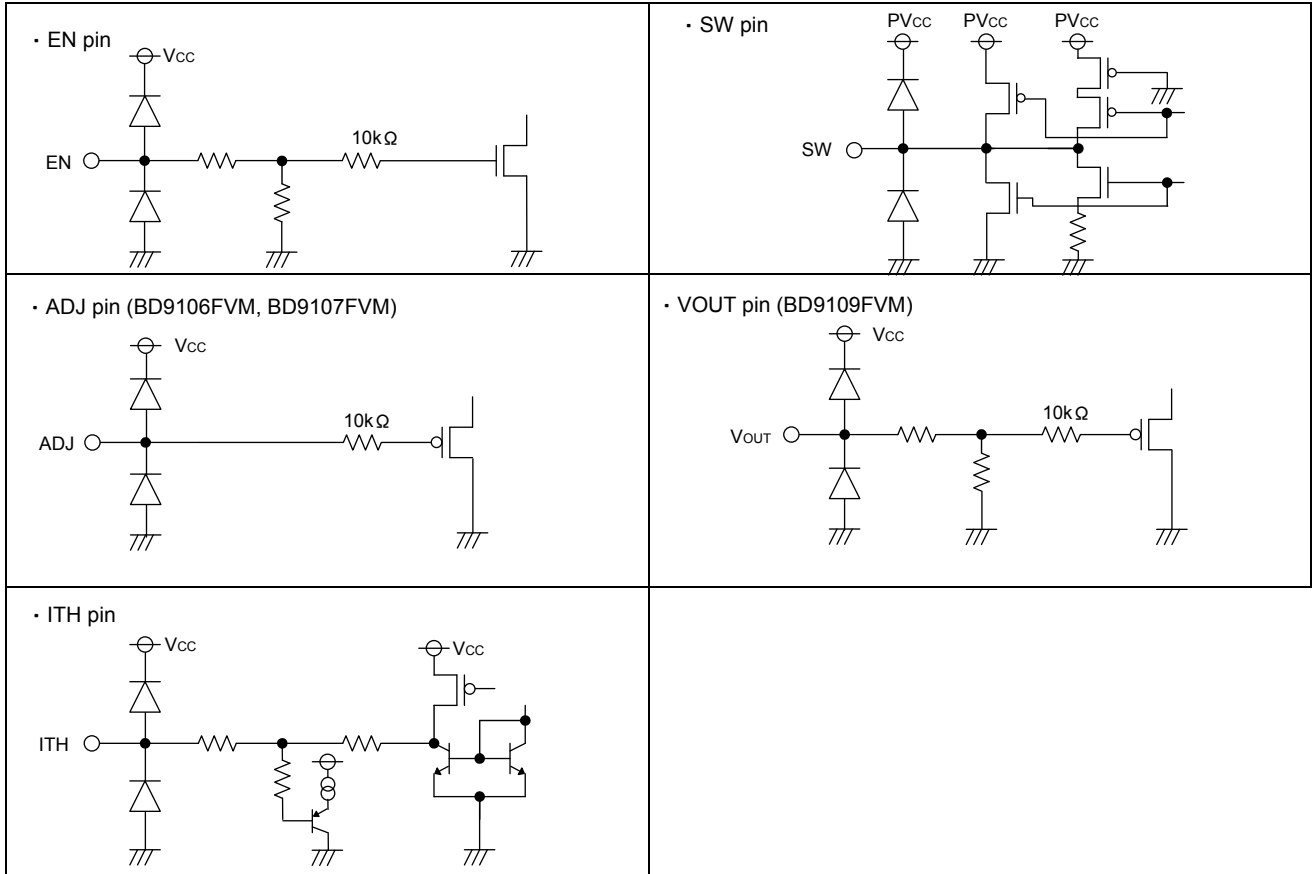 ・EN pin
VCC
EN
10kΩ
・SW pin
PVCC PVCC PVCC
SW
・ADJ pin (BD9106FVM, BD9107FVM)
VCC
ADJ
10kΩ
・VOUT pin (BD9109FVM)
VCC
VOUT
10kΩ
・ITH pin
VCC
VCC
ITH